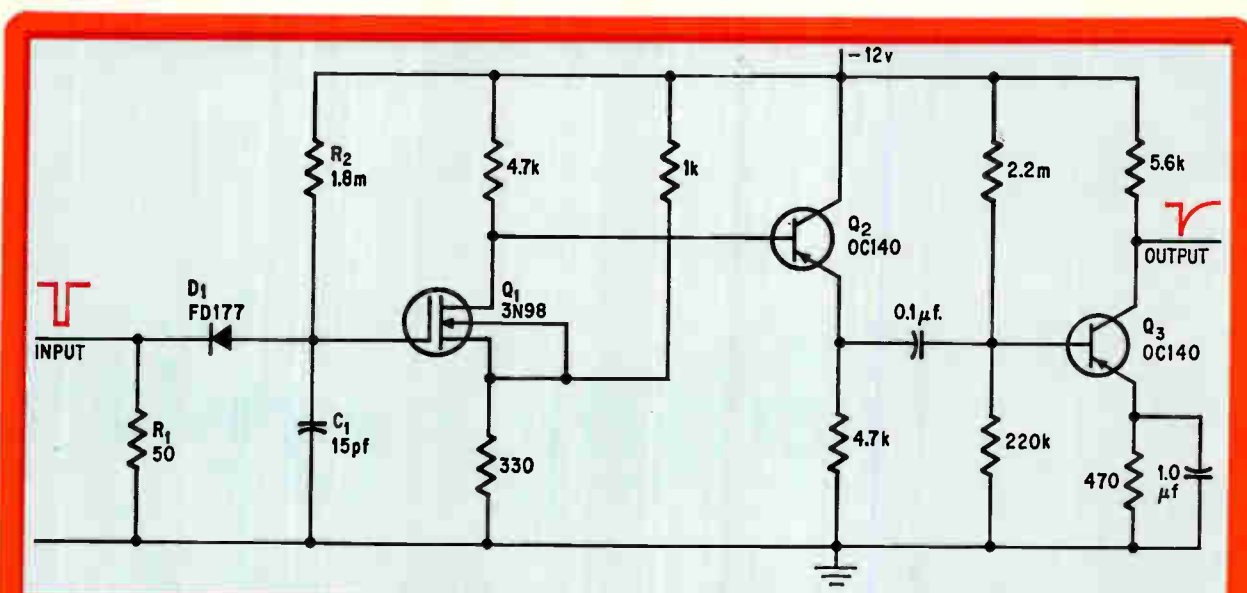 -12v
R2
1.8m
4.7k
1k
2.2m
5.6k
Q2
OC140
OUTPUT
D1
FD177
Q1
3N98
INPUT
0.1µf.
Q3
OC140
R1
50
C1
15pf
330
4.7k
220k
470
1.0
µf